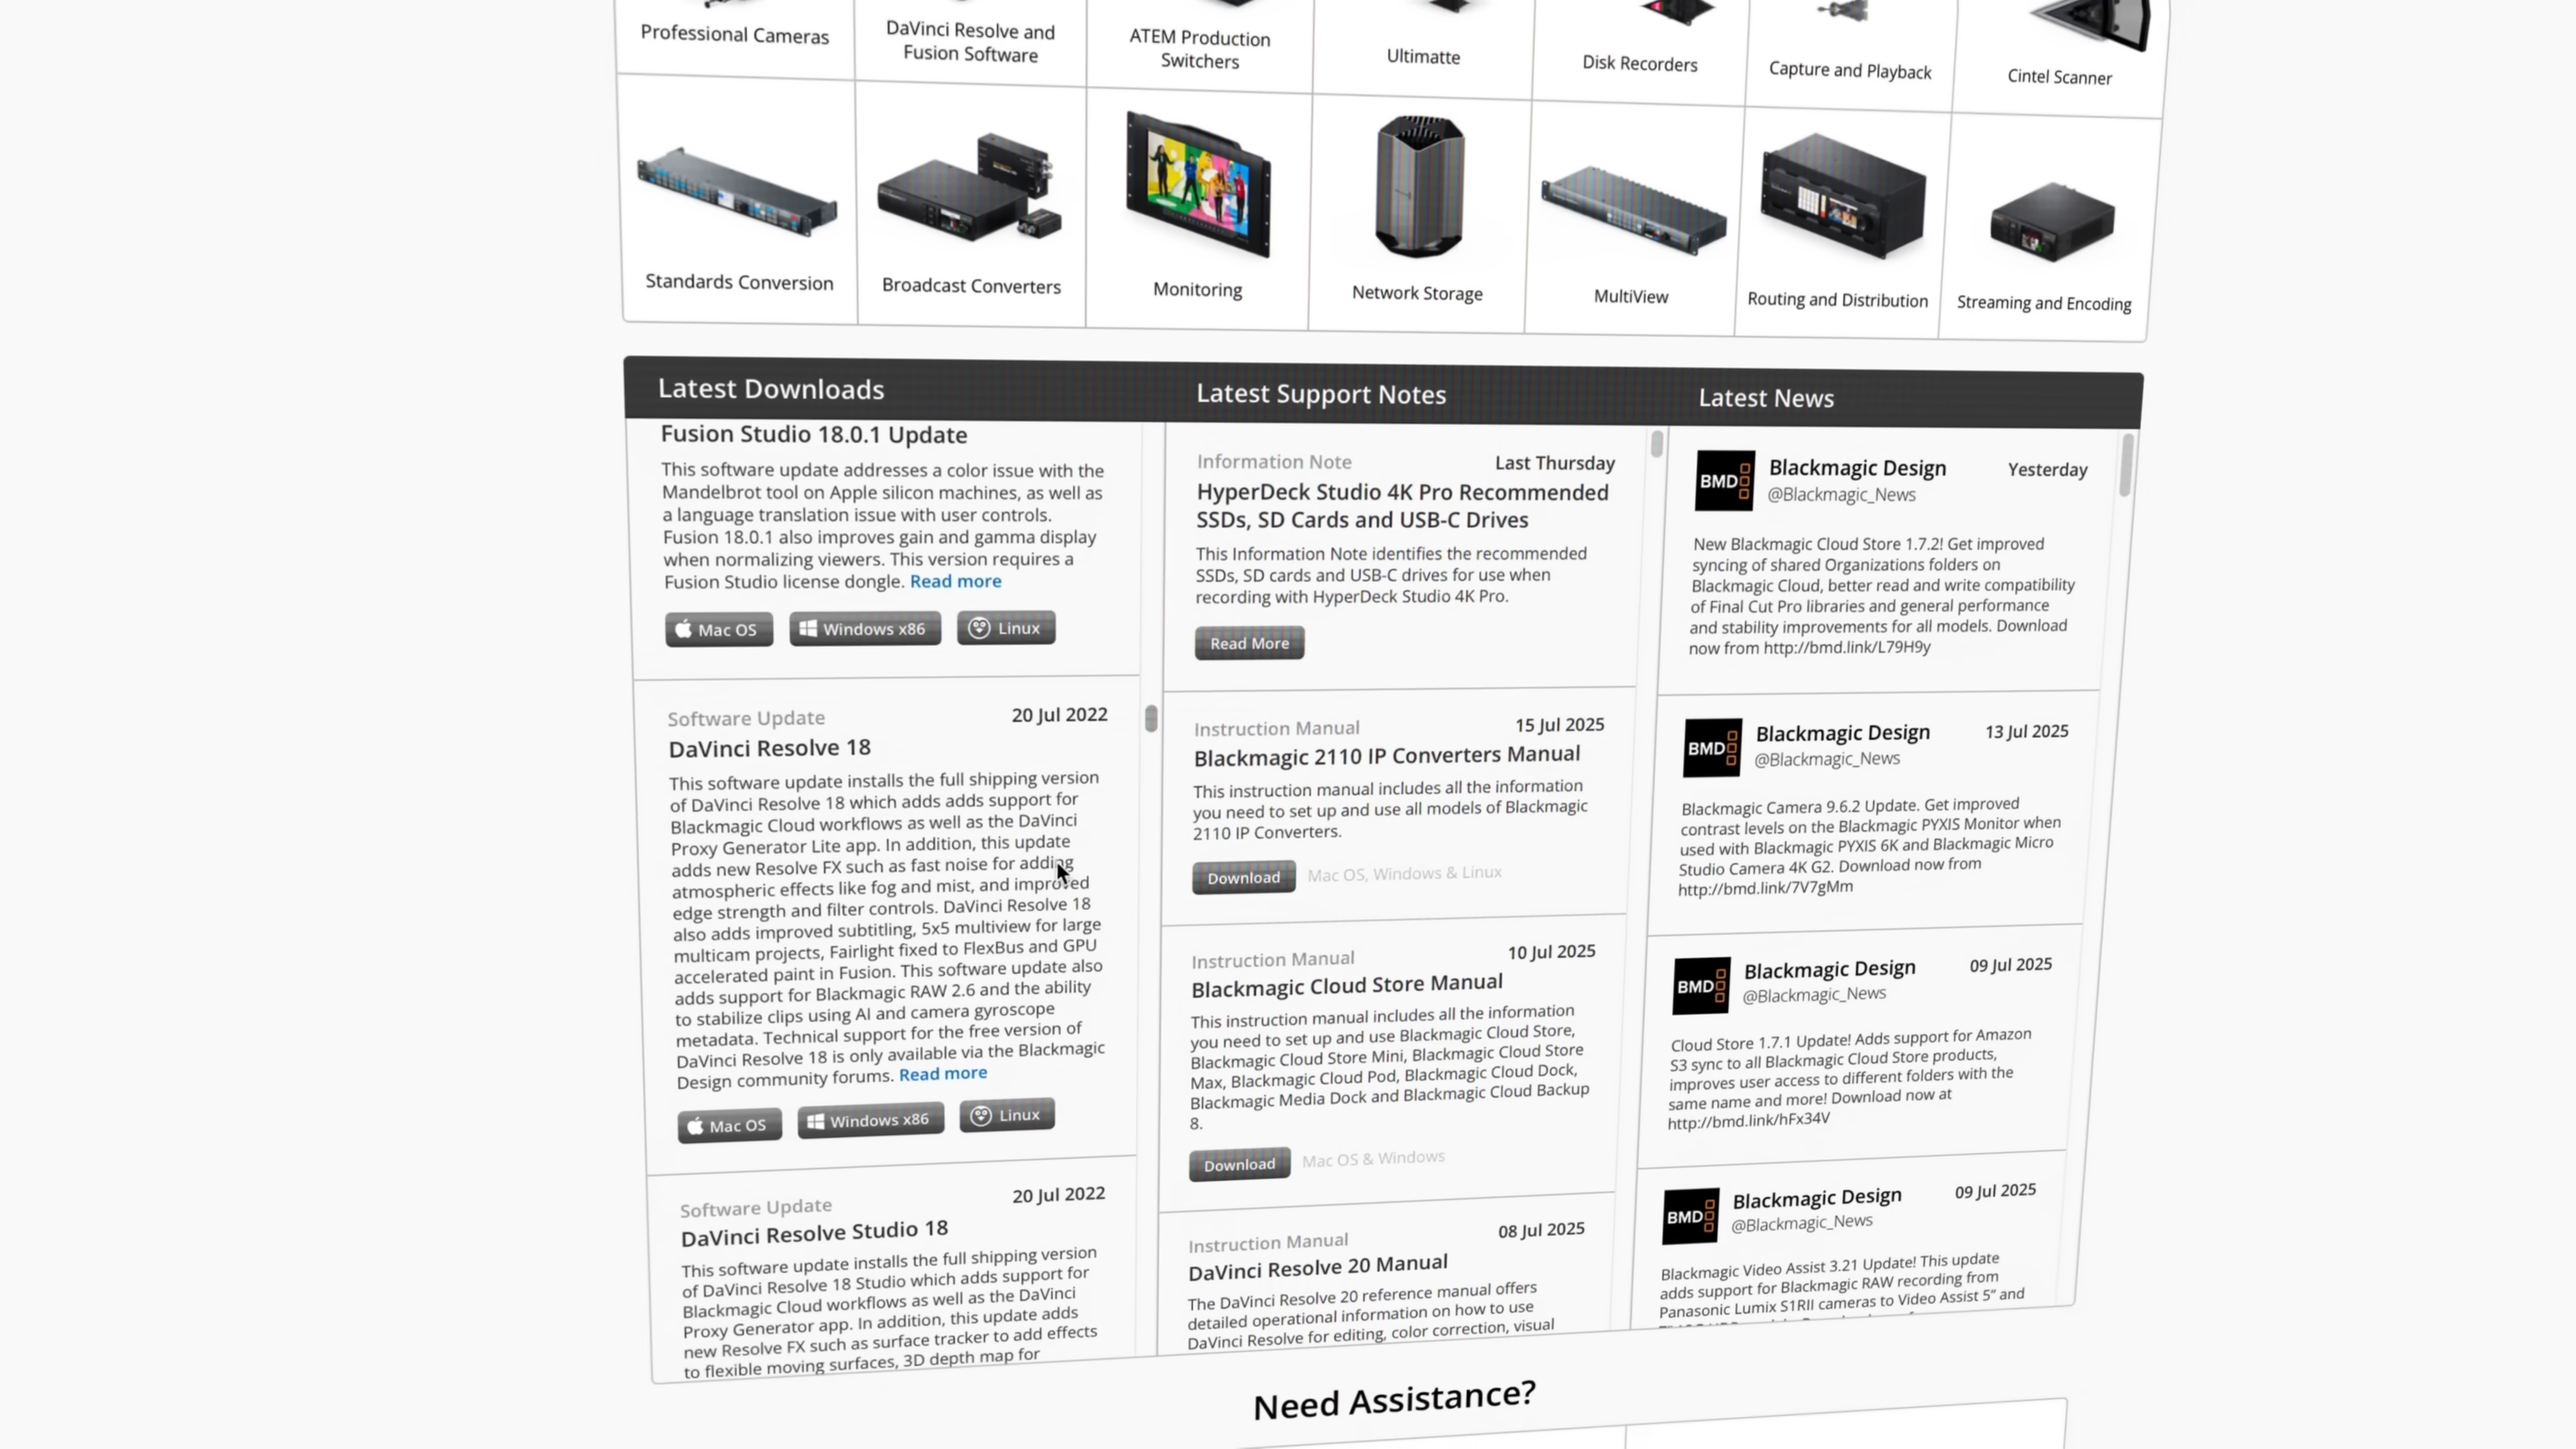 Professional Cameras
DaVinci Resolve and
Fusion Software
ATEM Production
Switchers
Ultimatte
Disk Recorders
Capture and Playback
Cintel Scanner
Standards Conversion
Broadcast Converters
Monitoring
Network Storage
MultiView
Routing and Distribution
Streaming and Encoding
Latest Downloads
Fusion Studio 18.0.1 Update
This software update addresses a color issue with the
Mandelbrot tool on Apple silicon machines, as well as
a language translation issue with user controls.
Fusion 18.0.1 also improves gain and gamma display
when normalizing viewers. This version requires a
Fusion Studio license dongle. Read more
Mac OS
Windows x86
Linux
Software Update
20 Jul 2022
DaVinci Resolve 18
This software update installs the full shipping version
of DaVinci Resolve 18 which adds adds support for
Blackmagic Cloud workflows as well as the DaVinci
Proxy Generator Lite app. In addition, this update
adds new Resolve FX such as fast noise for adding
atmospheric effects like fog and mist, and improved
edge strength and filter controls. DaVinci Resolve 18
also adds improved subtitling, 5x5 multiview for large
multicam projects, Fairlight fixed to FlexBus and GPU
accelerated paint in Fusion. This software update also
adds support for Blackmagic RAW 2.6 and the ability
to stabilize clips using AI and camera gyroscope
metadata. Technical support for the free version of
DaVinci Resolve 18 is only available via the Blackmagic
Design community forums. Read more
Mac OS
Windows x86
Linux
Software Update
20 Jul 2022
DaVinci Resolve Studio 18
This software update installs the full shipping version
of DaVinci Resolve 18 Studio which adds support for
Blackmagic Cloud workflows as well as the DaVinci
Proxy Generator app. In addition, this update adds
new Resolve FX such as surface tracker to add effects
to flexible moving surfaces, 3D depth map for
Latest Support Notes
Information Note
Last Thursday
HyperDeck Studio 4K Pro Recommended
SSDs, SD Cards and USB-C Drives
This Information Note identifies the recommended
SSDs, SD cards and USB-C drives for use when
recording with HyperDeck Studio 4K Pro.
Read More
Instruction Manual
15 Jul 2025
Blackmagic 2110 IP Converters Manual
This instruction manual includes all the information
you need to set up and use all models of Blackmagic
2110 IP Converters.
Download
Mac OS, Windows & Linux
Instruction Manual
10 Jul 2025
Blackmagic Cloud Store Manual
This instruction manual includes all the information
you need to set up and use Blackmagic Cloud Store,
Blackmagic Cloud Store Mini, Blackmagic Cloud Store
Max, Blackmagic Cloud Pod, Blackmagic Cloud Dock,
Blackmagic Media Dock and Blackmagic Cloud Backup
8.
Download
Mac OS & Windows
Instruction Manual
08 Jul 2025
DaVinci Resolve 20 Manual
The DaVinci Resolve 20 reference manual offers
detailed operational information on how to use
DaVinci Resolve for editing, color correction, visual
Latest News
BMD
Blackmagic Design
Yesterday
@Blackmagic_News
New Blackmagic Cloud Store 1.7.2! Get improved
syncing of shared Organizations folders on
Blackmagic Cloud, better read and write compatibility
of Final Cut Pro libraries and general performance
and stability improvements for all models. Download
now from http://bmd.link/L79H9y
BMD
Blackmagic Design
13 Jul 2025
@Blackmagic_News
Blackmagic Camera 9.6.2 Update. Get improved
contrast levels on the Blackmagic PYXIS Monitor when
used with Blackmagic PYXIS 6K and Blackmagic Micro
Studio Camera 4K G2. Download now from
http://bmd.link/7V7gMm
BMD
Blackmagic Design
09 Jul 2025
@Blackmagic_News
Cloud Store 1.7.1 Update! Adds support for Amazon
S3 sync to all Blackmagic Cloud Store products,
improves user access to different folders with the
same name and more! Download now at
http://bmd.link/hFx34V
BMD
Blackmagic Design
09 Jul 2025
@Blackmagic_News
Blackmagic Video Assist 3.21 Update! This update
adds support for Blackmagic RAW recording from
Panasonic Lumix S1RII cameras to Video Assist 5” and
Need Assistance?